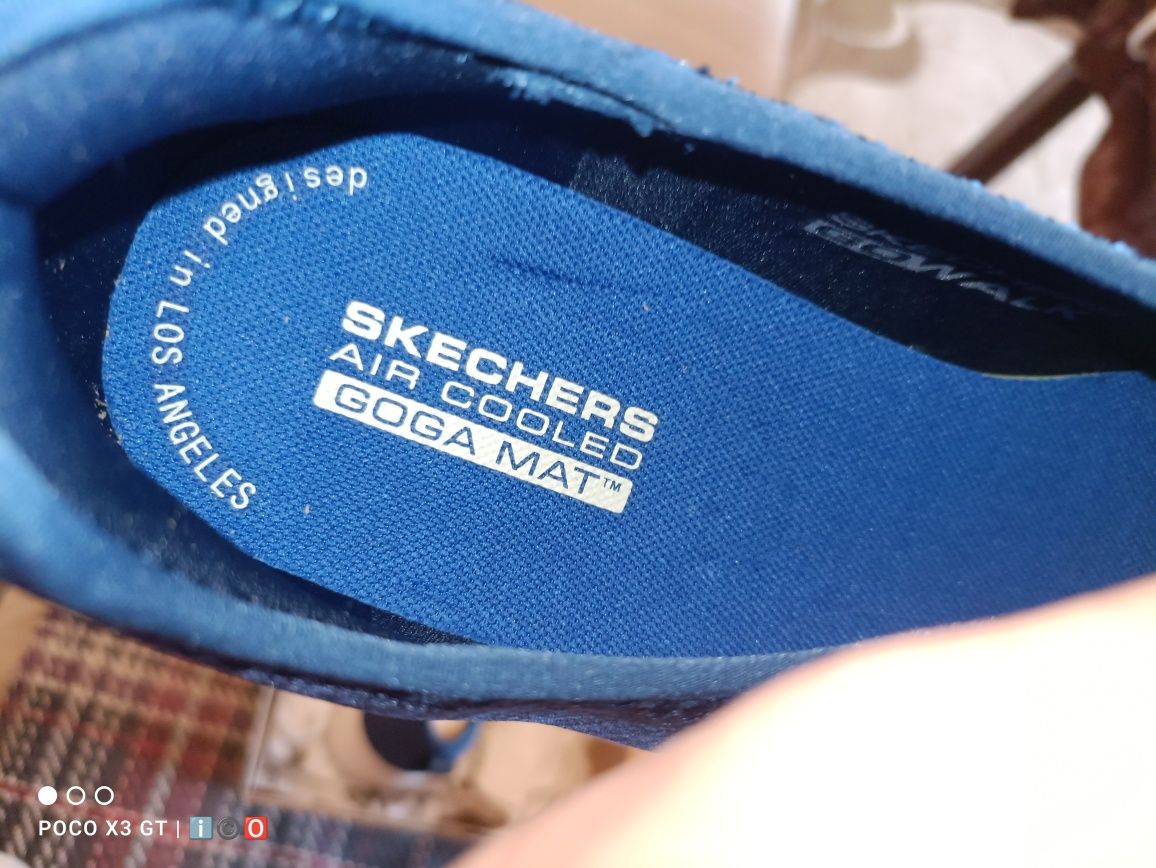 designed in LOS ANGELES
SKECHERS
AIR COOLED
GOGA MAT™
POCO X3 GT | ℹ️©️🅾️